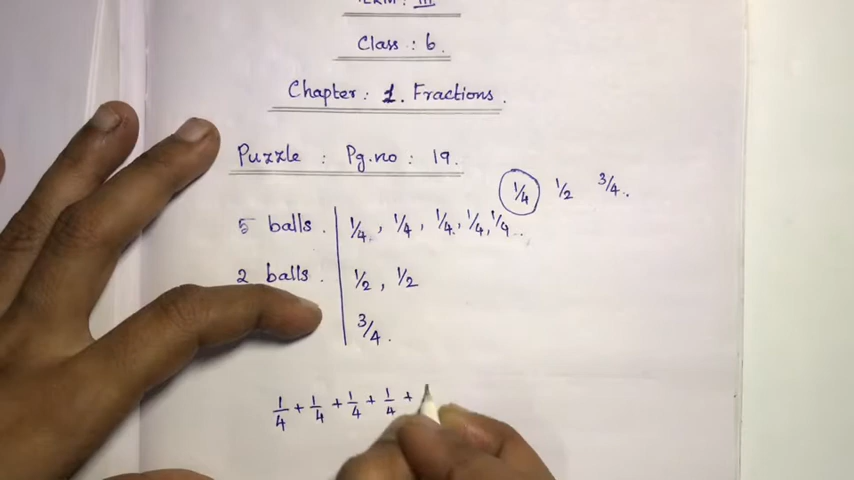 TERM : III
Class : 6.
Chapter : 1. Fractions.
Puzzle : Pg.no : 19.
1/4 1/2 3/4.
5 balls. 1/4, 1/4, 1/4, 1/4, 1/4.
2 balls. 1/2, 1/2
3/4.
1/4 + 1/4 + 1/4 + 1/4 +